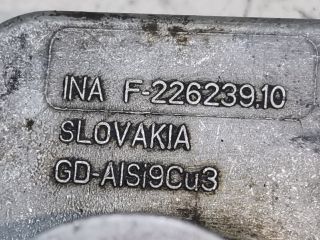 INA F-226239.10
SLOVAKIA
GD-AlSi9Cu3